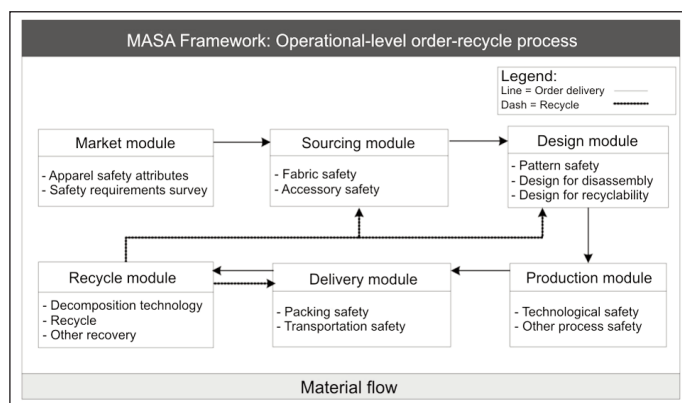 MASA Framework: Operational-level order-recycle process
Legend:
Line = Order delivery
Dash = Recycle
Market module
- Apparel safety attributes
- Safety requirements survey
Sourcing module
- Fabric safety
- Accessory safety
Design module
- Pattern safety
- Design for disassembly
- Design for recyclability
Recycle module
- Decomposition technology
- Recycle
- Other recovery
Delivery module
- Packing safety
- Transportation safety
Production module
- Technological safety
- Other process safety
Material flow